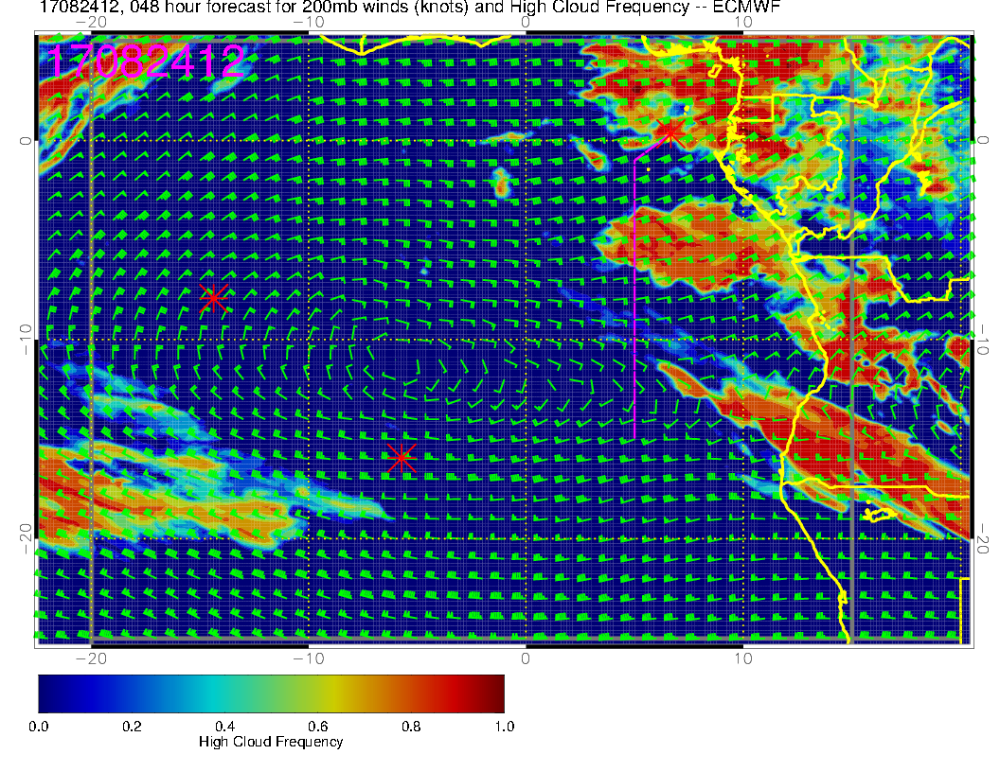 17082412, 048 hour forecast for 200mb winds (knots) and High Cloud Frequency -- ECMWF
−20 −10 0 10
17082412
0 0
−10 −10
−20 −20
−20 −10 0 10
0.0 0.2 0.4 0.6 0.8 1.0
High Cloud Frequency